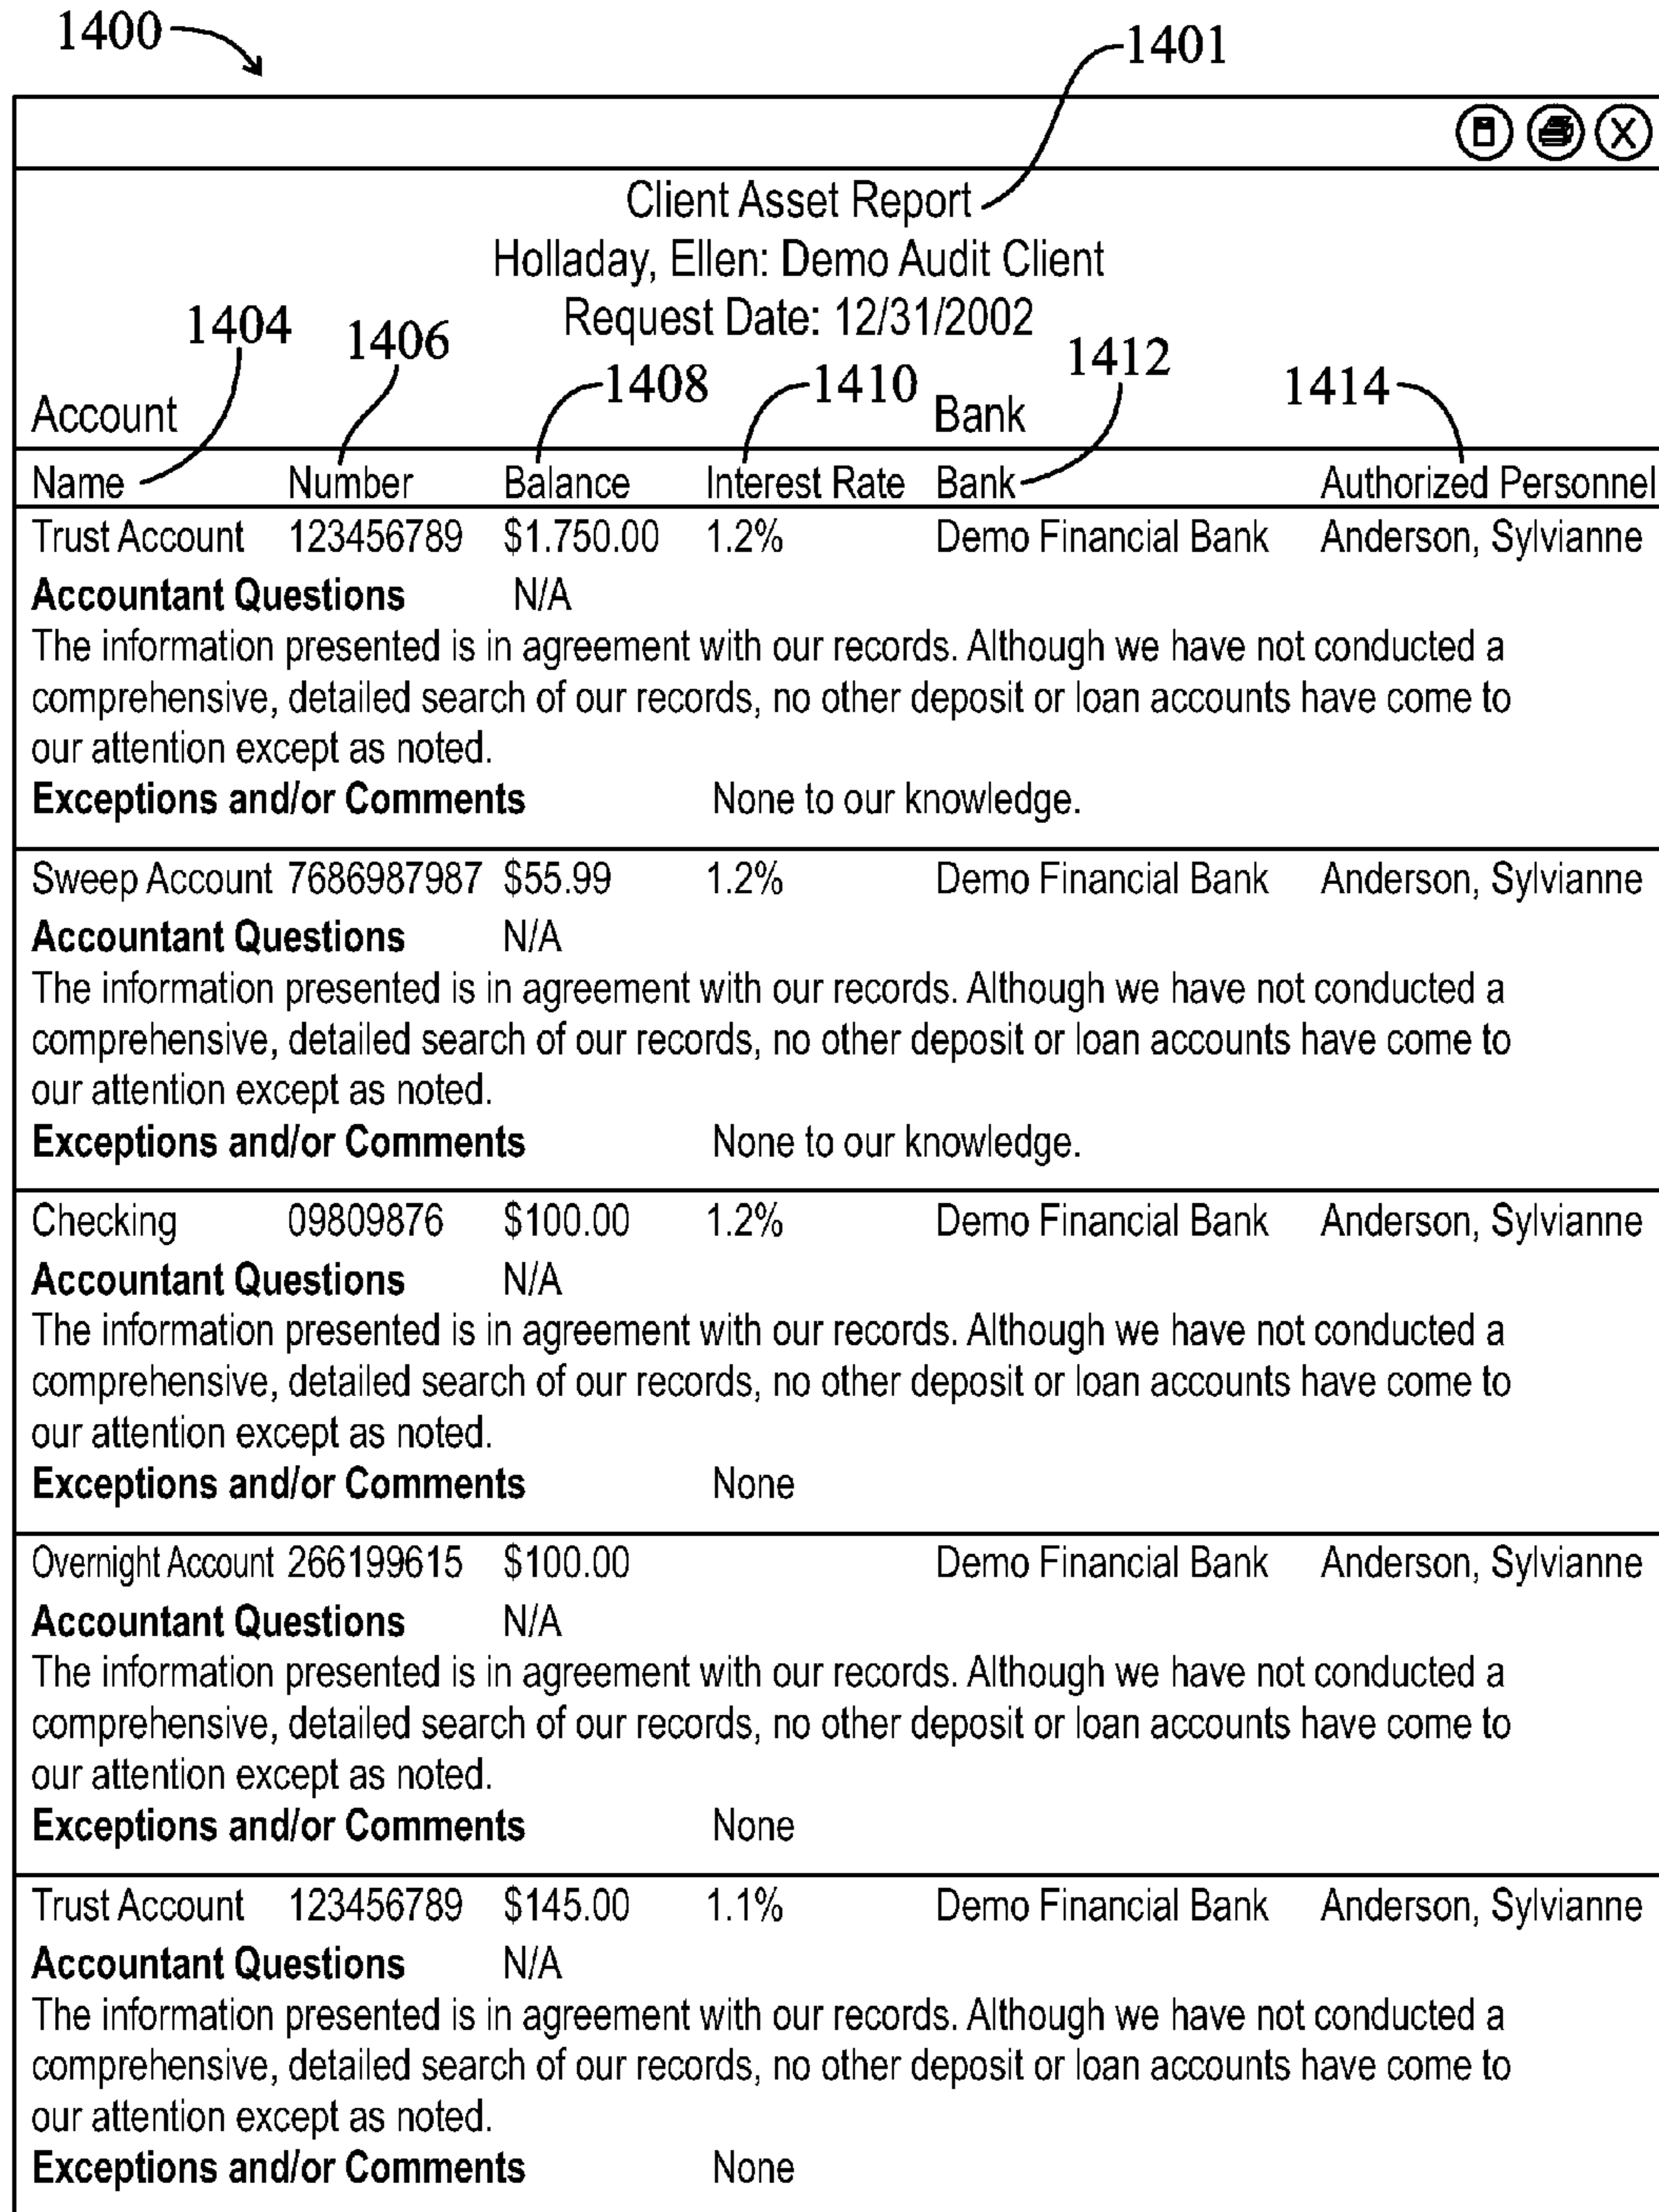 1400
1401
Client Asset Report
Holladay, Ellen: Demo Audit Client
Request Date: 12/31/2002
1404 1406 1408 1410 1412 1414
Account Bank
Name Number Balance Interest Rate Bank Authorized Personnel
Trust Account 123456789 $1.750.00 1.2% Demo Financial Bank Anderson, Sylvianne
Accountant Questions N/A
The information presented is in agreement with our records. Although we have not conducted a
comprehensive, detailed search of our records, no other deposit or loan accounts have come to
our attention except as noted.
Exceptions and/or Comments None to our knowledge.
Sweep Account 7686987987 $55.99 1.2% Demo Financial Bank Anderson, Sylvianne
Accountant Questions N/A
The information presented is in agreement with our records. Although we have not conducted a
comprehensive, detailed search of our records, no other deposit or loan accounts have come to
our attention except as noted.
Exceptions and/or Comments None to our knowledge.
Checking 09809876 $100.00 1.2% Demo Financial Bank Anderson, Sylvianne
Accountant Questions N/A
The information presented is in agreement with our records. Although we have not conducted a
comprehensive, detailed search of our records, no other deposit or loan accounts have come to
our attention except as noted.
Exceptions and/or Comments None
Overnight Account 266199615 $100.00 Demo Financial Bank Anderson, Sylvianne
Accountant Questions N/A
The information presented is in agreement with our records. Although we have not conducted a
comprehensive, detailed search of our records, no other deposit or loan accounts have come to
our attention except as noted.
Exceptions and/or Comments None
Trust Account 123456789 $145.00 1.1% Demo Financial Bank Anderson, Sylvianne
Accountant Questions N/A
The information presented is in agreement with our records. Although we have not conducted a
comprehensive, detailed search of our records, no other deposit or loan accounts have come to
our attention except as noted.
Exceptions and/or Comments None